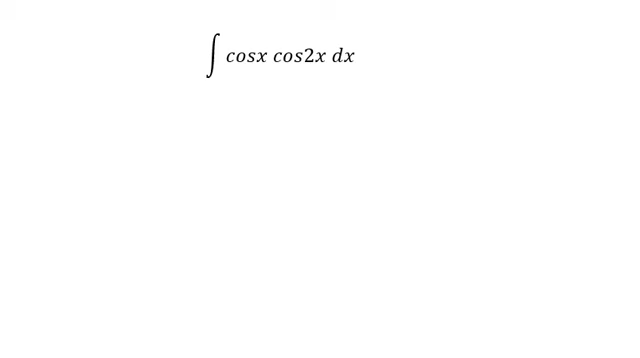 ∫ cosx cos2x dx